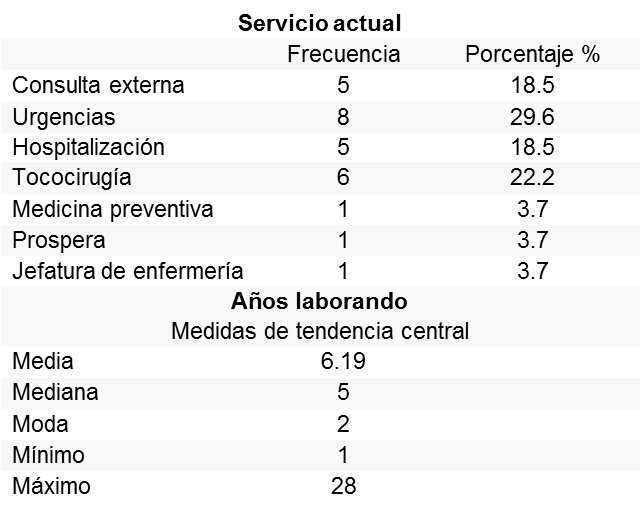 Servicio actual
Frecuencia Porcentaje %
Consulta externa 5 18.5
Urgencias 8 29.6
Hospitalización 5 18.5
Tococirugía 6 22.2
Medicina preventiva 1 3.7
Prospera 1 3.7
Jefatura de enfermería 1 3.7
Años laborando
Medidas de tendencia central
Media 6.19
Mediana 5
Moda 2
Mínimo 1
Máximo 28